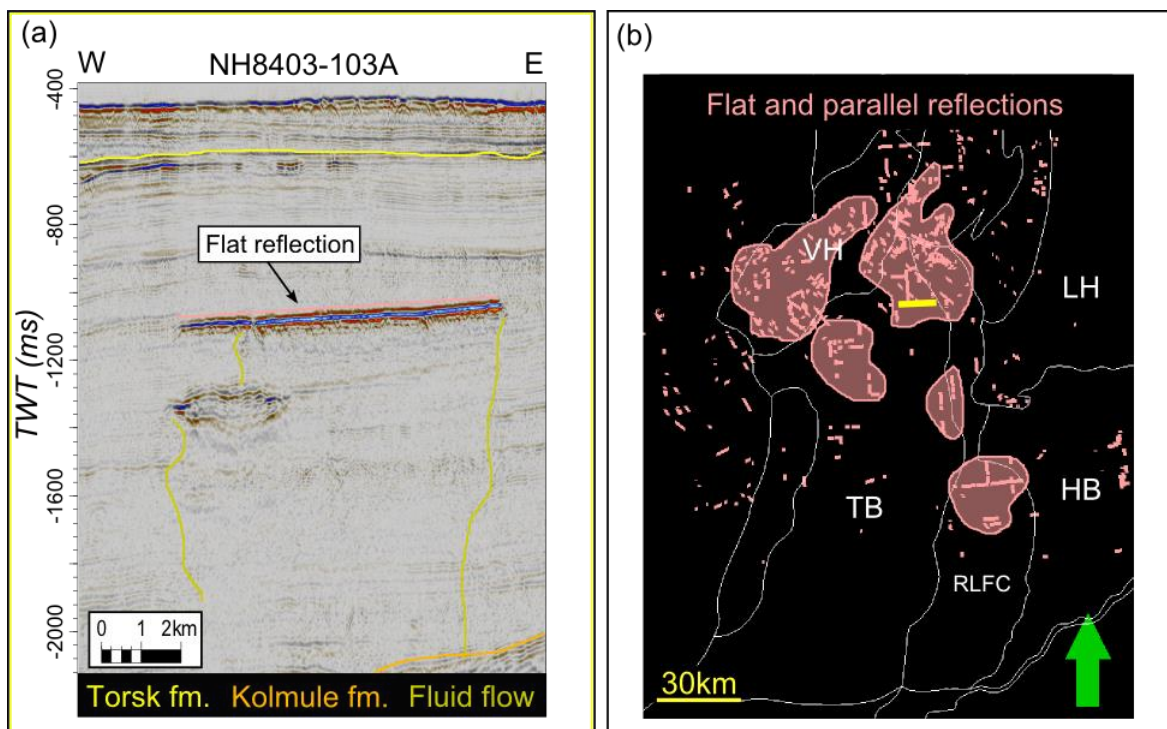 (a)
W NH8403-103A E
-400
-800
-1200
-1600
-2000
TWT (ms)
Flat reflection
0 1 2km
Torsk fm. Kolmule fm. Fluid flow
(b)
Flat and parallel reflections
VH
LH
TB
HB
RLFC
30km